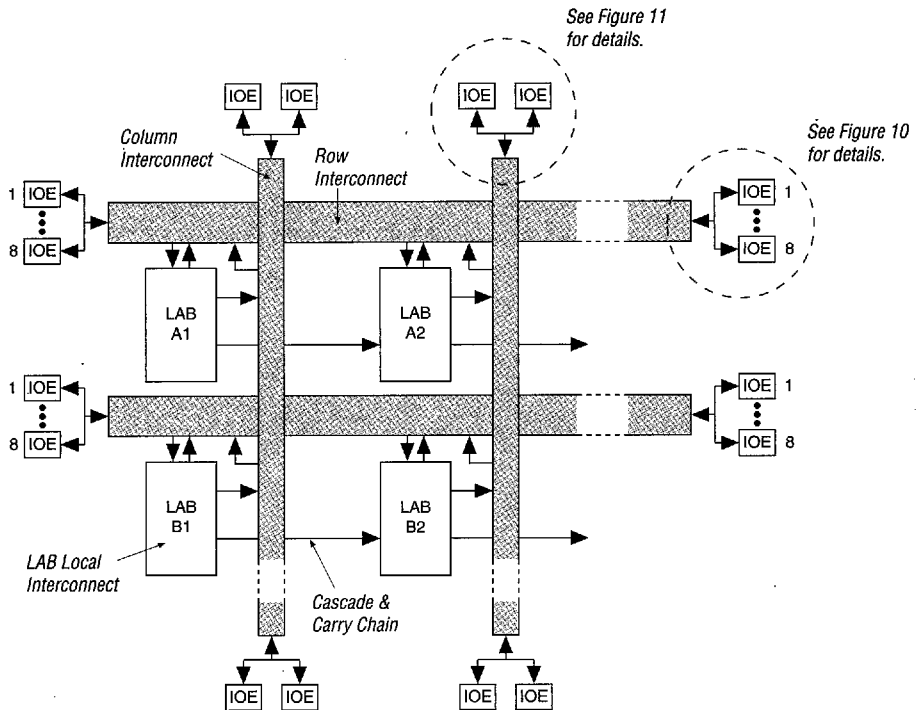 See Figure 11
for details.
IOE IOE IOE IOE
Column
Interconnect
Row
Interconnect
See Figure 10
for details.
1 IOE
8 IOE
IOE 1
IOE 8
LAB
A1
LAB
A2
1 IOE
8 IOE
IOE 1
IOE 8
LAB
B1
LAB
B2
LAB Local
Interconnect
Cascade &
Carry Chain
IOE IOE IOE IOE